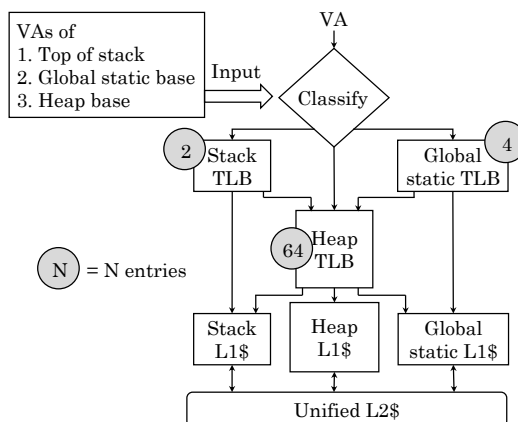 VAs of
1. Top of stack
2. Global static base
3. Heap base
Input
VA
Classify
2
Stack
TLB
4
Global
static TLB
64
Heap
TLB
N = N entries
Stack
L1$
Heap
L1$
Global
static L1$
Unified L2$